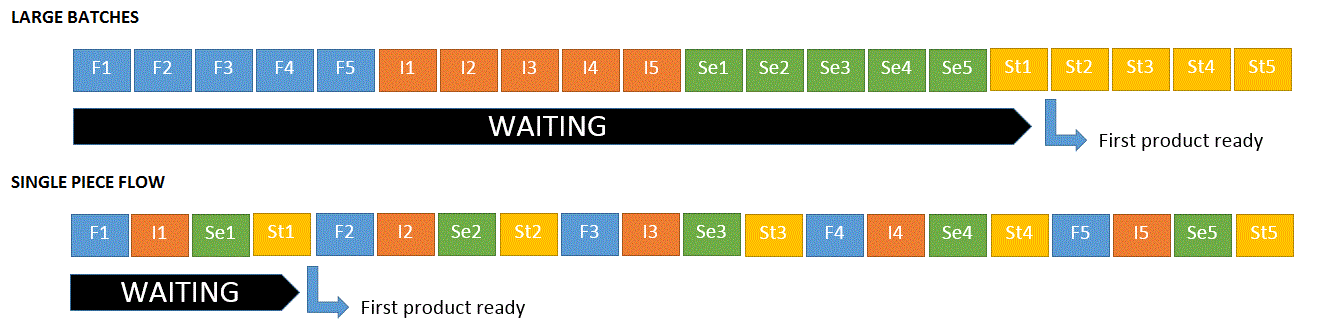 LARGE BATCHES
F1 F2 F3 F4 F5 I1 I2 I3 I4 I5 Se1 Se2 Se3 Se4 Se5 St1 St2 St3 St4 St5
WAITING
First product ready
SINGLE PIECE FLOW
F1 I1 Se1 St1 F2 I2 Se2 St2 F3 I3 Se3 St3 F4 I4 Se4 St4 F5 I5 Se5 St5
WAITING
First product ready